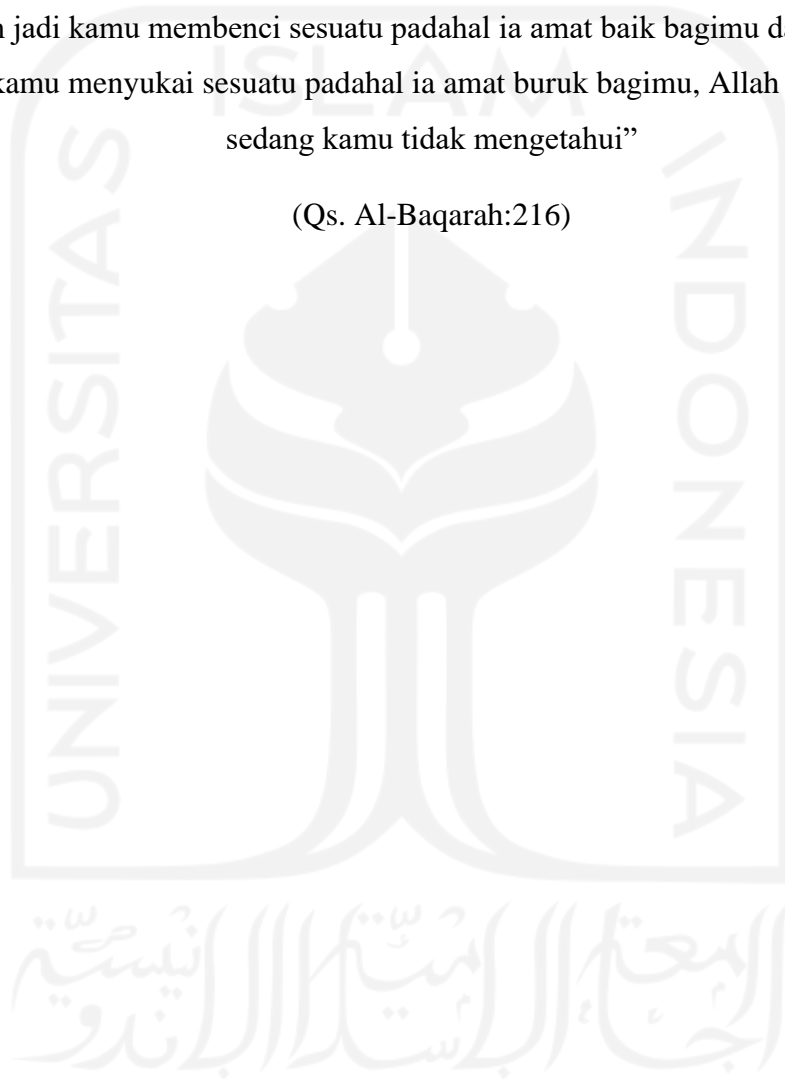 jadi kamu membenci sesuatu padahal ia amat baik bagimu
kamu menyukai sesuatu padahal ia amat buruk bagimu, Allah
sedang kamu tidak mengetahui”
(Qs. Al-Baqarah:216)
ISLAM
UNIVERSITAS
INDONESIA